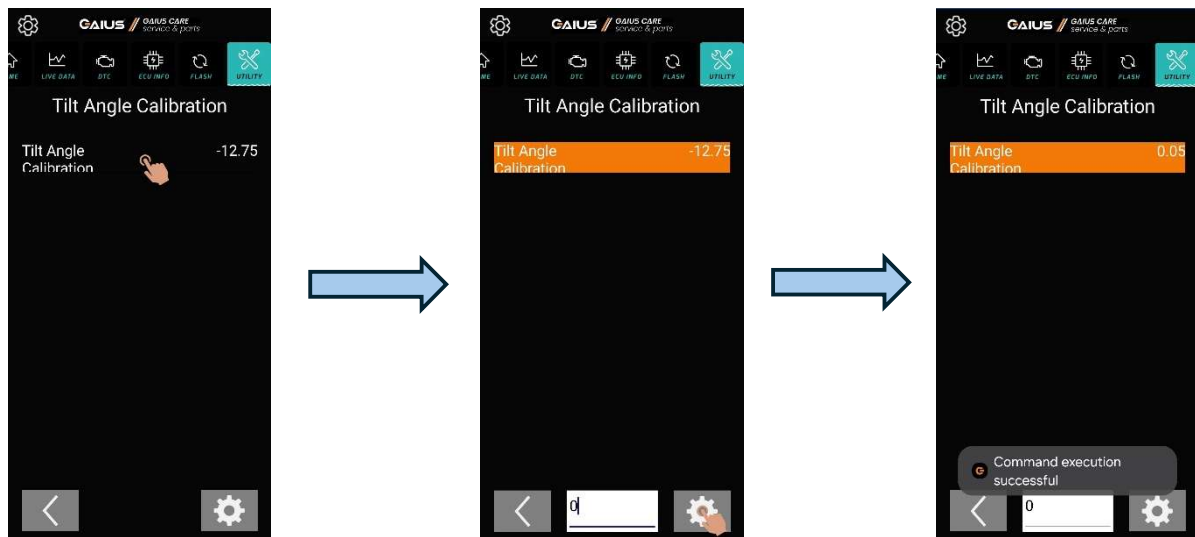 GAIUS // GAIUS CARE
service & parts
ME LIVE DATA DTC ECU INFO FLASH UTILITY
Tilt Angle Calibration
Tilt Angle -12.75
Calibration
GAIUS // GAIUS CARE
service & parts
ME LIVE DATA DTC ECU INFO FLASH UTILITY
Tilt Angle Calibration
Tilt Angle -12.75
Calibration
0
GAIUS // GAIUS CARE
service & parts
ME LIVE DATA DTC ECU INFO FLASH UTILITY
Tilt Angle Calibration
Tilt Angle 0.05
Calibration
G Command execution
successful
0